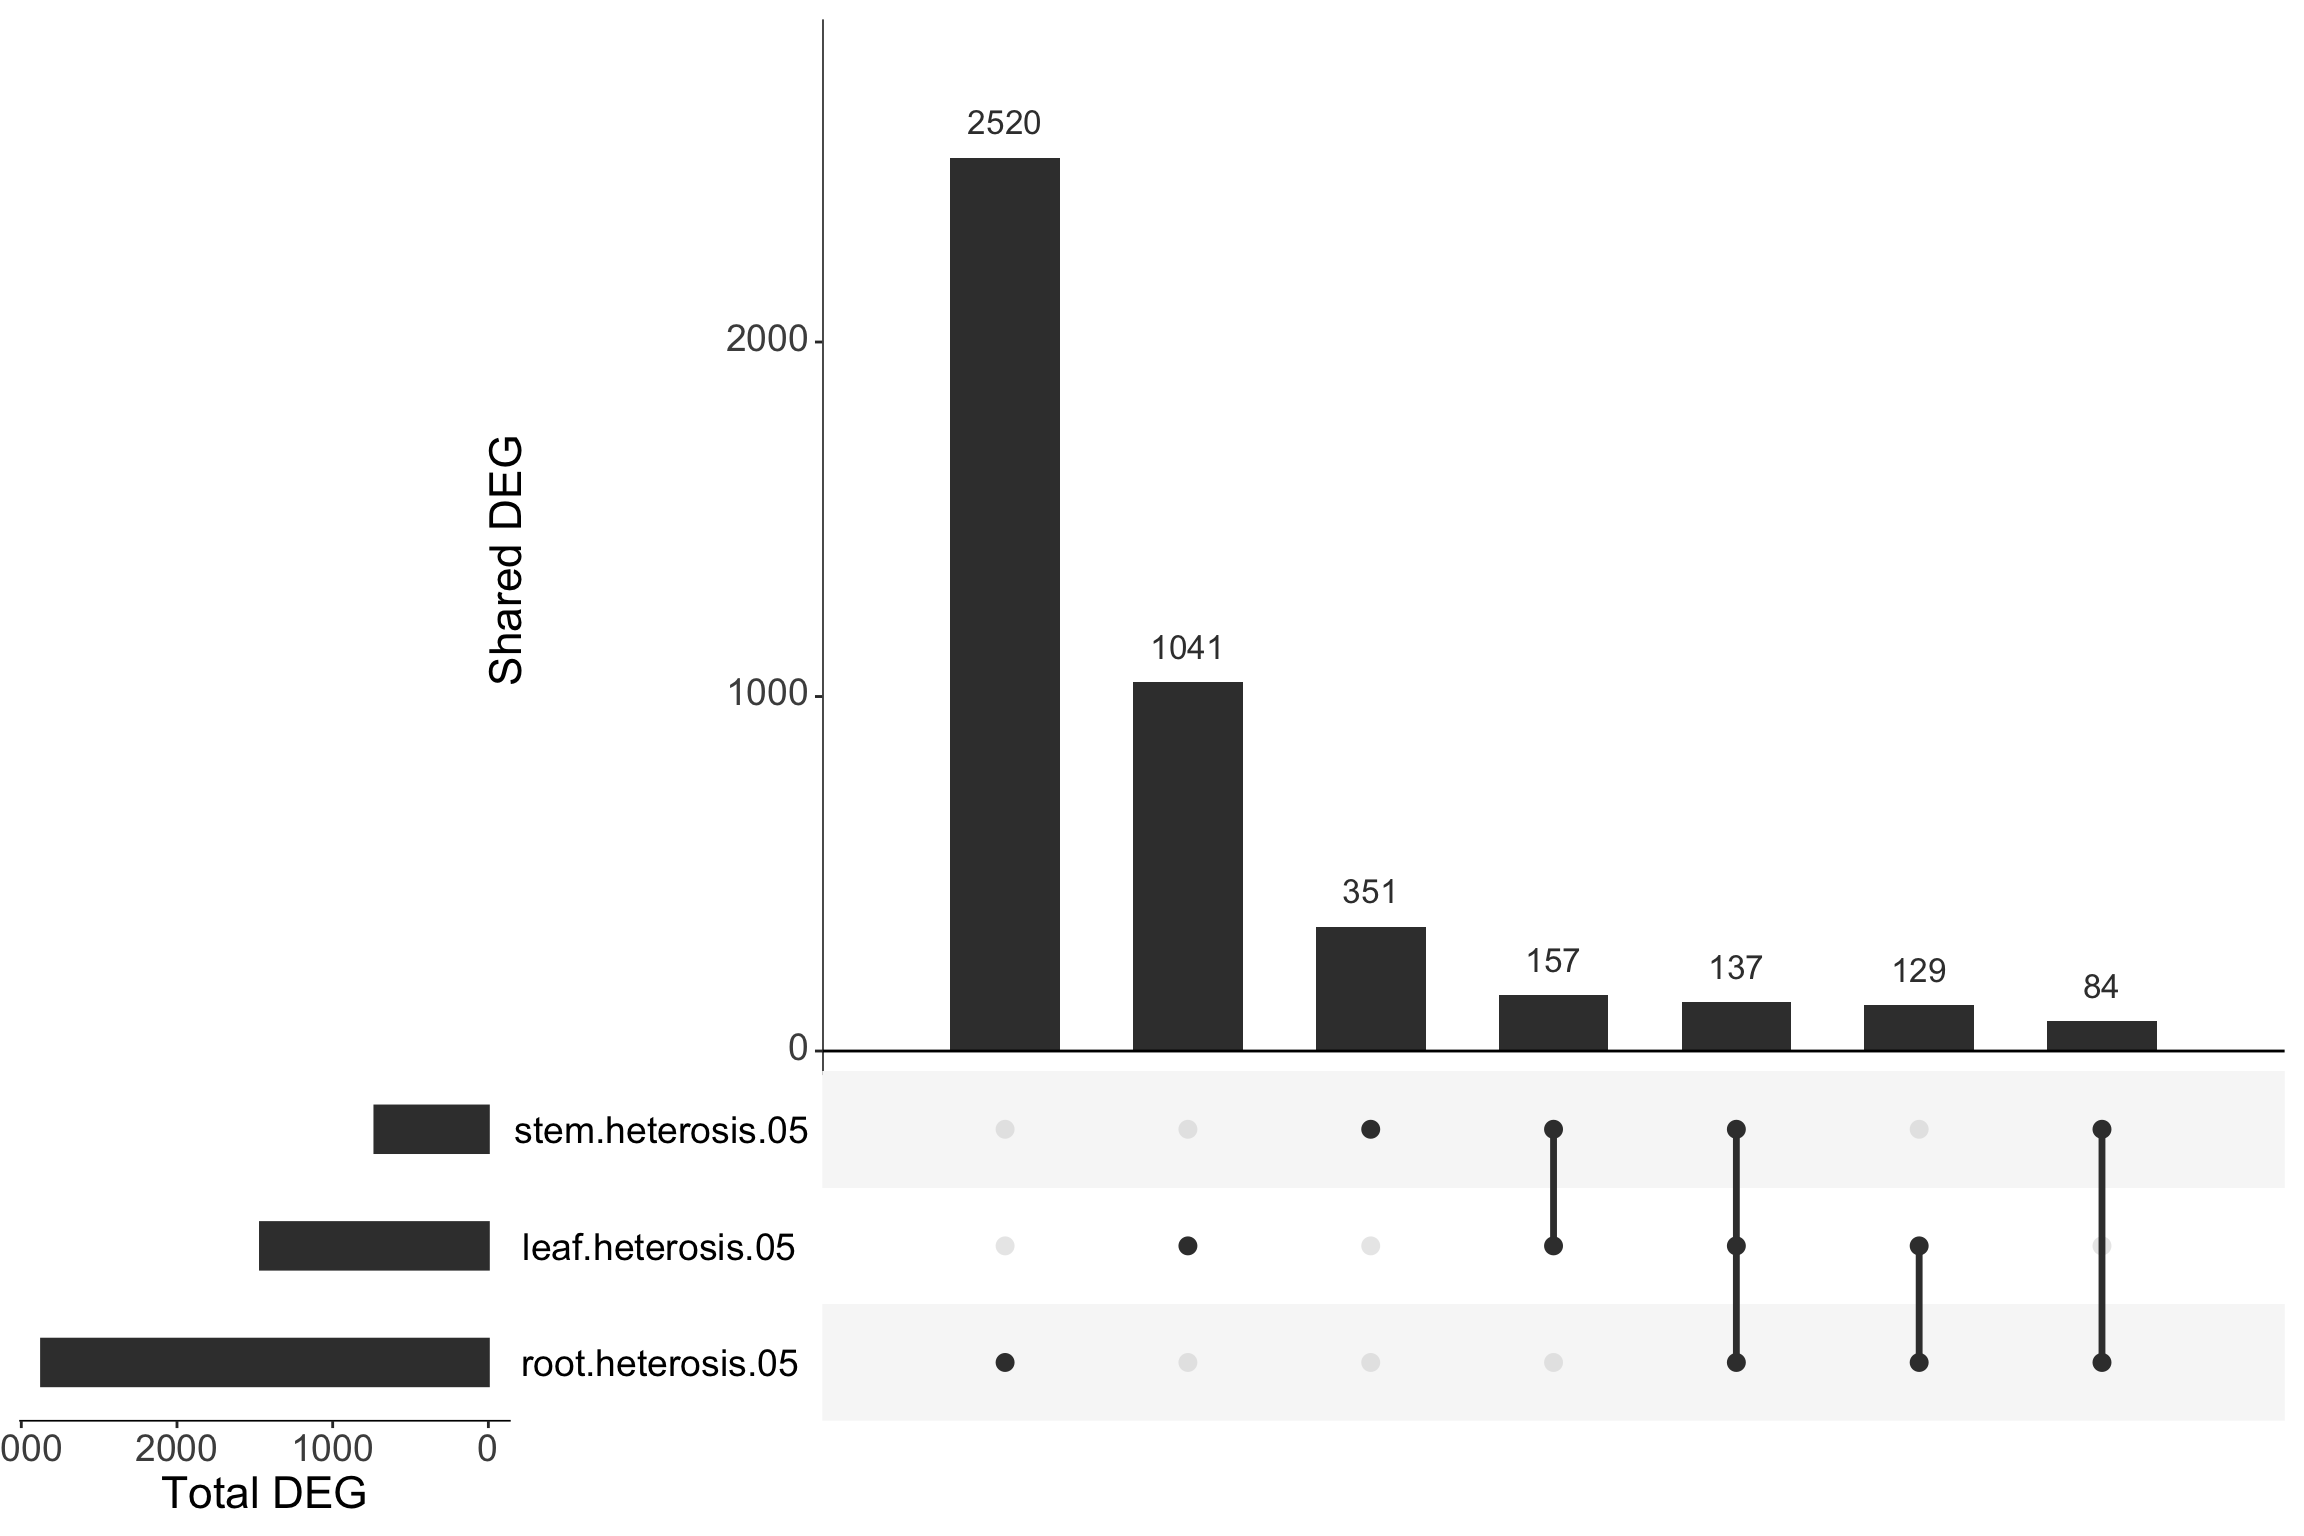 2520
2000
Shared DEG
1041
1000
351
157
137
129
84
0
stem.heterosis.05
leaf.heterosis.05
root.heterosis.05
000 2000 1000 0
Total DEG